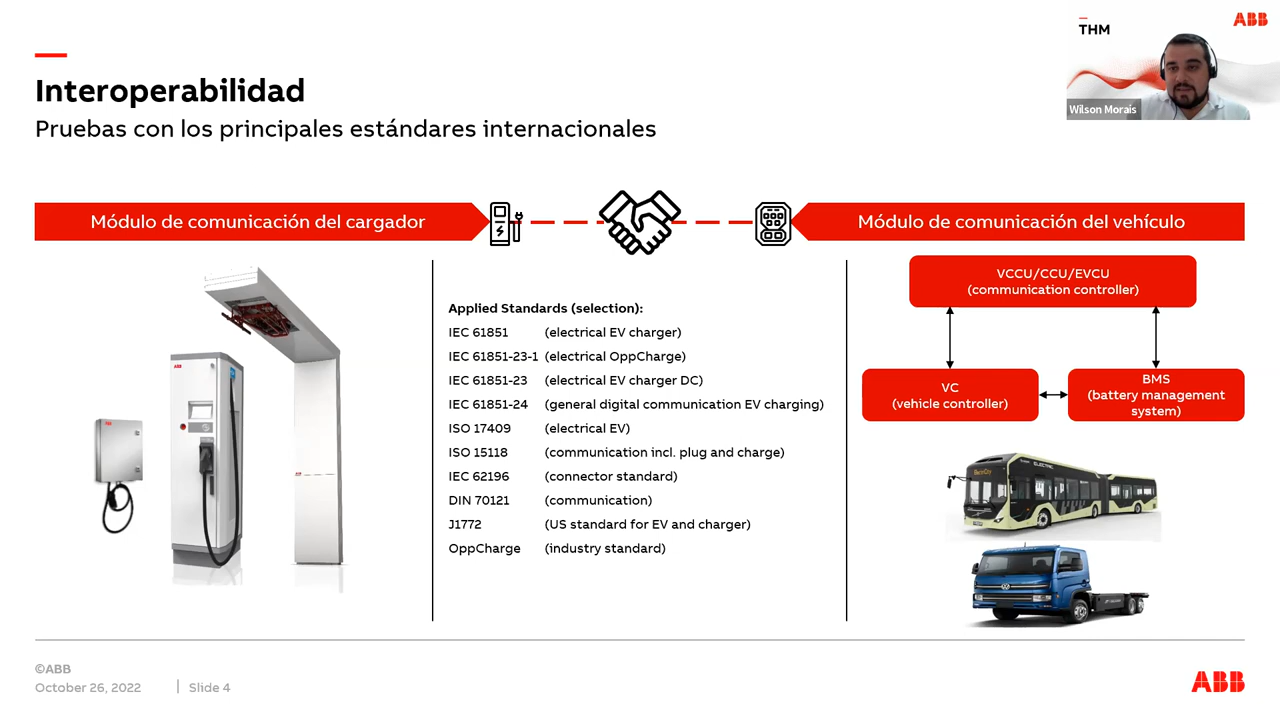 THM
ABB
Wilson Morais
Interoperabilidad
Pruebas con los principales estándares internacionales
Módulo de comunicación del cargador
Módulo de comunicación del vehículo
ABB
ABB
ABB
Applied Standards (selection):
IEC 61851 (electrical EV charger)
IEC 61851-23-1 (electrical OppCharge)
IEC 61851-23 (electrical EV charger DC)
IEC 61851-24 (general digital communication EV charging)
ISO 17409 (electrical EV)
ISO 15118 (communication incl. plug and charge)
IEC 62196 (connector standard)
DIN 70121 (communication)
J1772 (US standard for EV and charger)
OppCharge (industry standard)
VCCU/CCU/EVCU
(communication controller)
VC
(vehicle controller)
BMS
(battery management
system)
ELECTRIC
©ABB
October 26, 2022
Slide 4
ABB